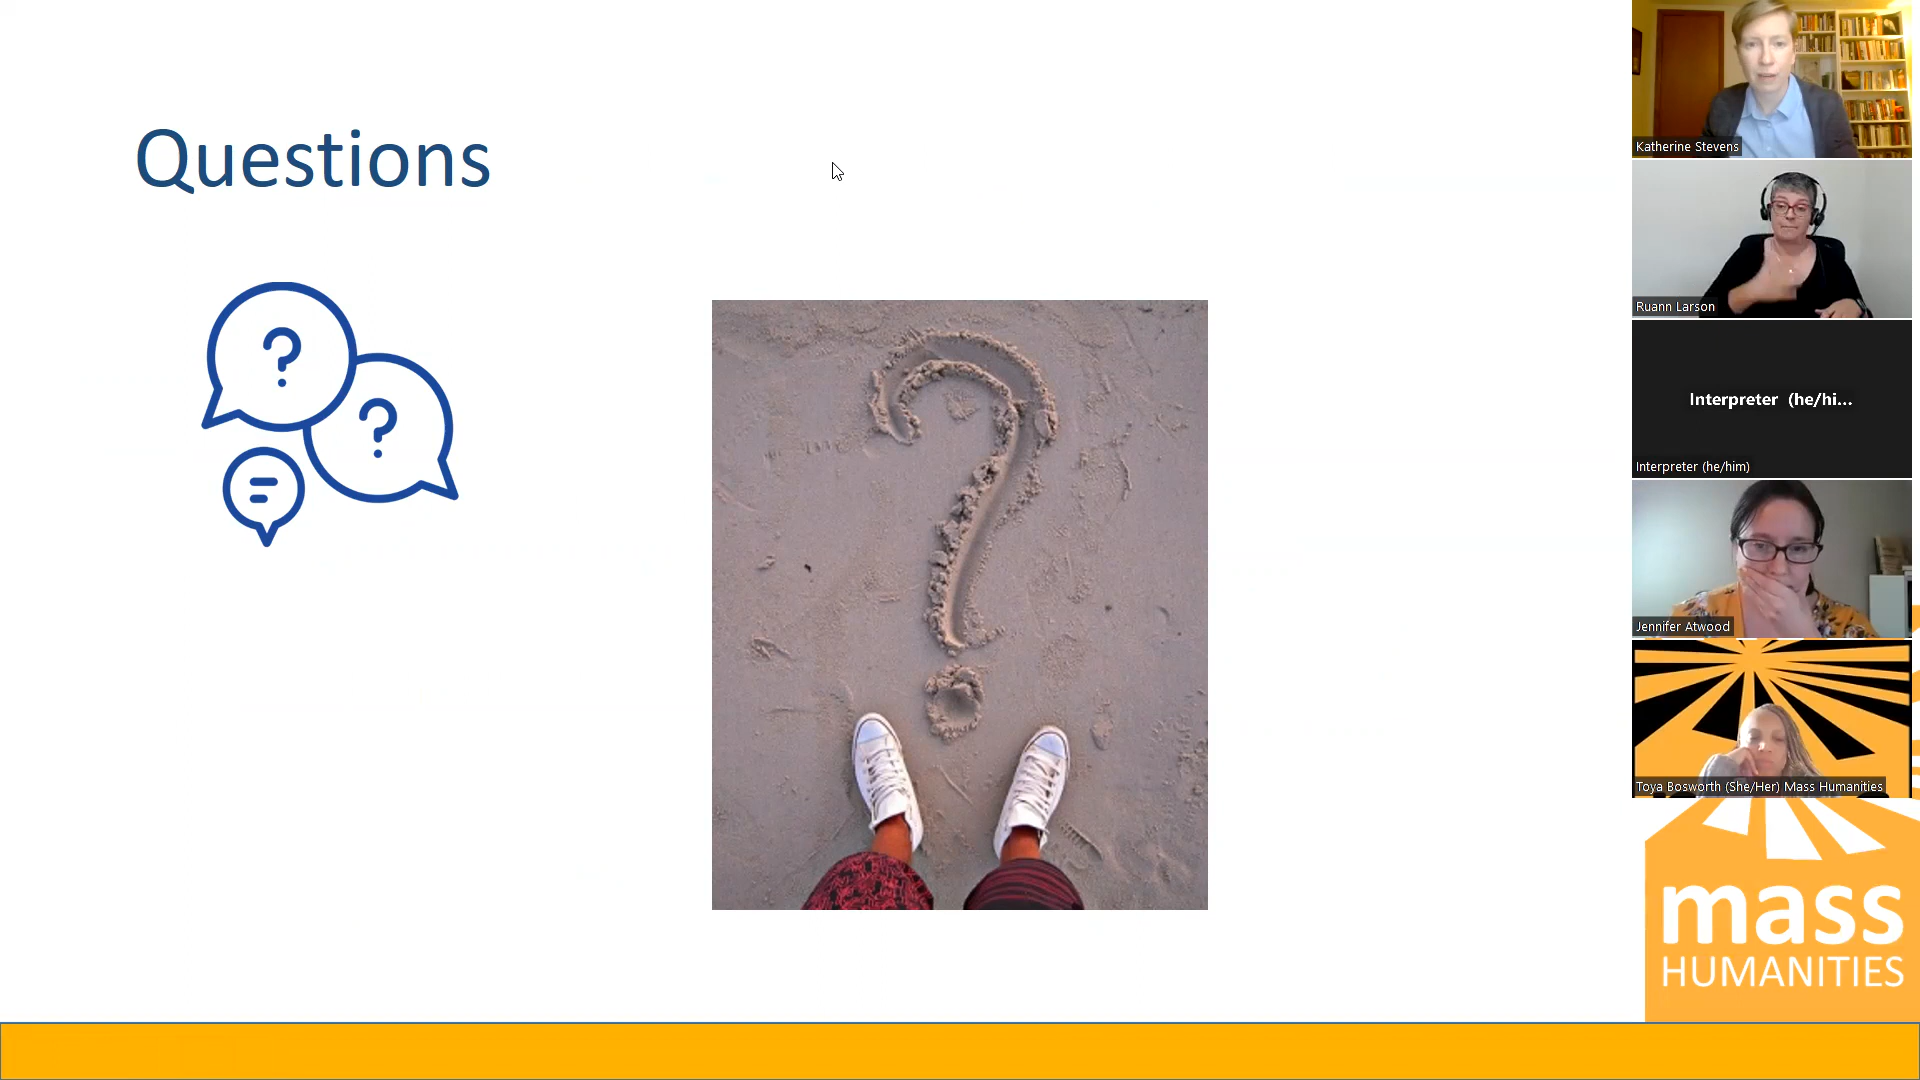 Questions
?
?
?
Katherine Stevens
Ruann Larson
Interpreter (he/hi...
Interpreter (he/him)
Jennifer Atwood
Toya Bosworth (She/Her) Mass Humanities
mass
HUMANITIES